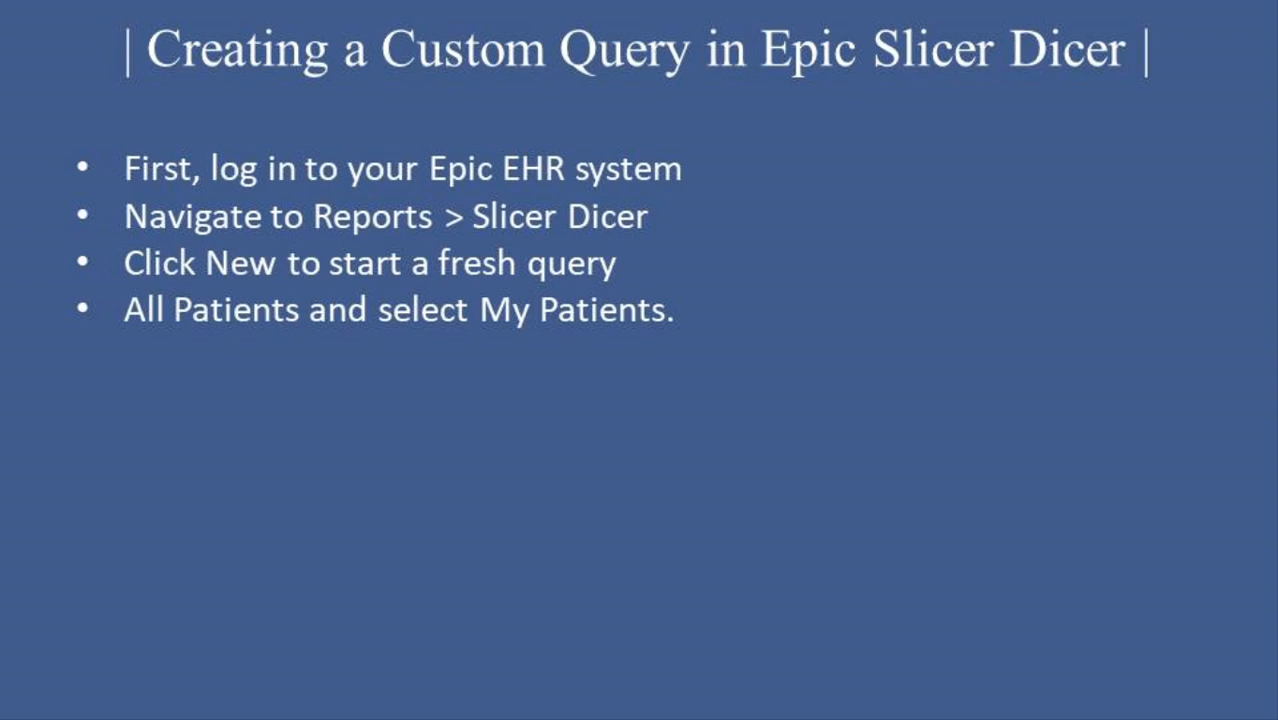 | Creating a Custom Query in Epic Slicer Dicer |
• First, log in to your Epic EHR system
• Navigate to Reports > Slicer Dicer
• Click New to start a fresh query
• All Patients and select My Patients.